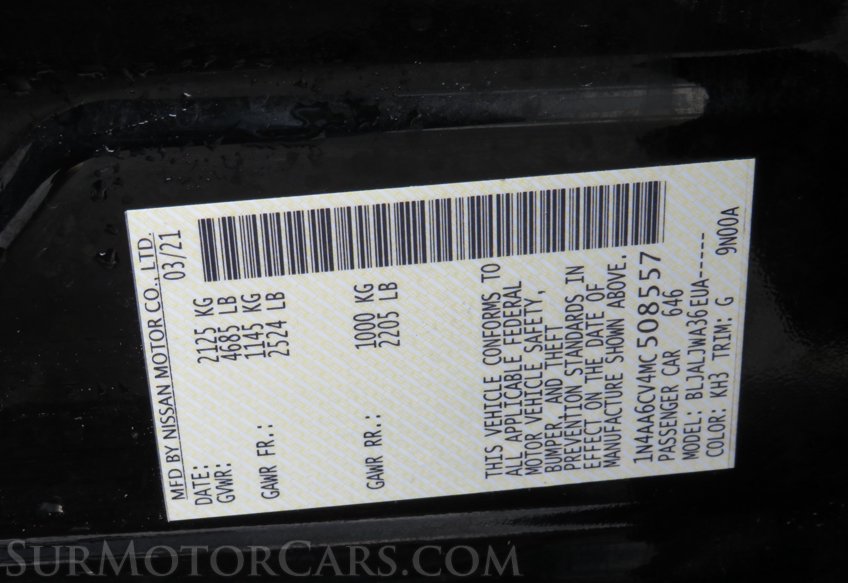 MFD BY NISSAN MOTOR CO., LTD.
DATE: 03/21
GVWR: 2125 KG
4685 LB
GAWR FR.: 1145 KG
2524 LB
GAWR RR.: 1000 KG
2205 LB
THIS VEHICLE CONFORMS TO
ALL APPLICABLE FEDERAL
MOTOR VEHICLE SAFETY,
BUMPER, AND THEFT
PREVENTION STANDARDS IN
EFFECT ON THE DATE OF
MANUFACTURE SHOWN ABOVE.
1N4AA6CV4MC508557
PASSENGER CAR 646
MODEL: BLJALJWA36EUA-----
COLOR: KH3 TRIM: G 9N00A
SURMOTORCARS.COM